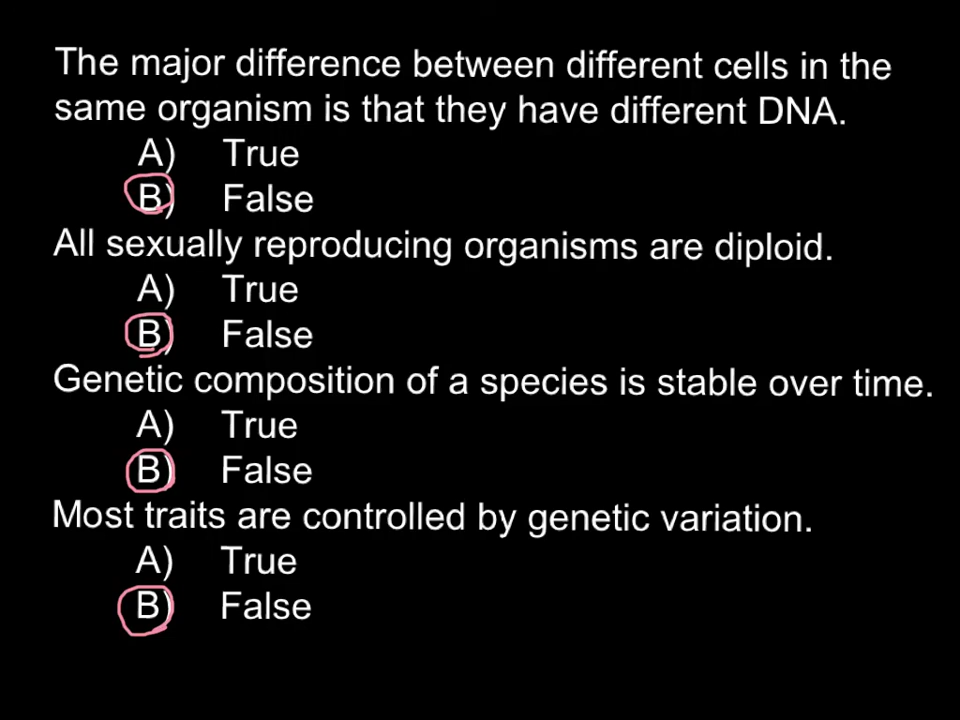 The major difference between different cells in the
same organism is that they have different DNA.
A) True
B) False
All sexually reproducing organisms are diploid.
A) True
B) False
Genetic composition of a species is stable over time.
A) True
B) False
Most traits are controlled by genetic variation.
A) True
B) False